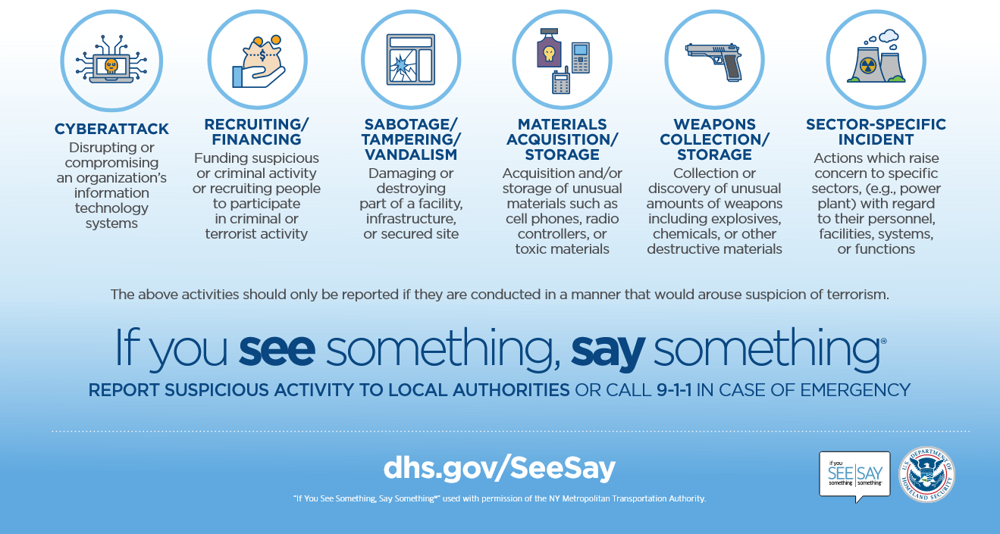 CYBERATTACK
Disrupting or
compromising
an organization's
information
technology
systems
RECRUITING/
FINANCING
Funding suspicious
or criminal activity
or recruiting people
to participate
in criminal or
terrorist activity
$
SABOTAGE/
TAMPERING/
VANDALISM
Damaging or
destroying
part of a facility,
infrastructure,
or secured site
MATERIALS
ACQUISITION/
STORAGE
Acquisition and/or
storage of unusual
materials such as
cell phones, radio
controllers, or
toxic materials
WEAPONS
COLLECTION/
STORAGE
Collection or
discovery of unusual
amounts of weapons
including explosives,
chemicals, or other
destructive materials
SECTOR-SPECIFIC
INCIDENT
Actions which raise
concern to specific
sectors, (e.g., power
plant) with regard
to their personnel,
facilities, systems,
or functions
The above activities should only be reported if they are conducted in a manner that would arouse suspicion of terrorism.
If you see something, say something®
REPORT SUSPICIOUS ACTIVITY TO LOCAL AUTHORITIES OR CALL 9-1-1 IN CASE OF EMERGENCY
dhs.gov/SeeSay
"If You See Something, Say Something®" used with permission of the NY Metropolitan Transportation Authority.
if you
SEE SAY
something something
U.S. DEPARTMENT OF
HOMELAND SECURITY